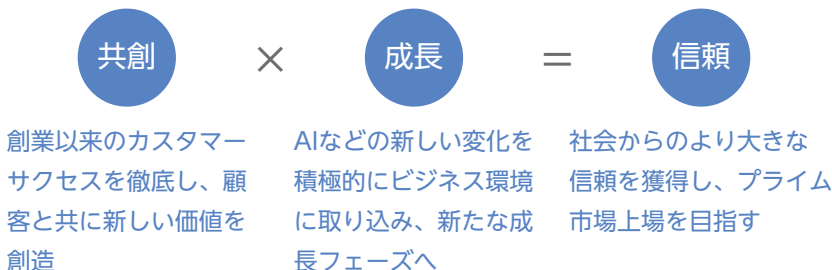 共創 × 成長 = 信頼
創業以来のカスタマー
サクセスを徹底し、顧
客と共に新しい価値を
創造
AIなどの新しい変化を
積極的にビジネス環境
に取り込み、新たな成
長フェーズへ
社会からのより大きな
信頼を獲得し、プライム
市場上場を目指す